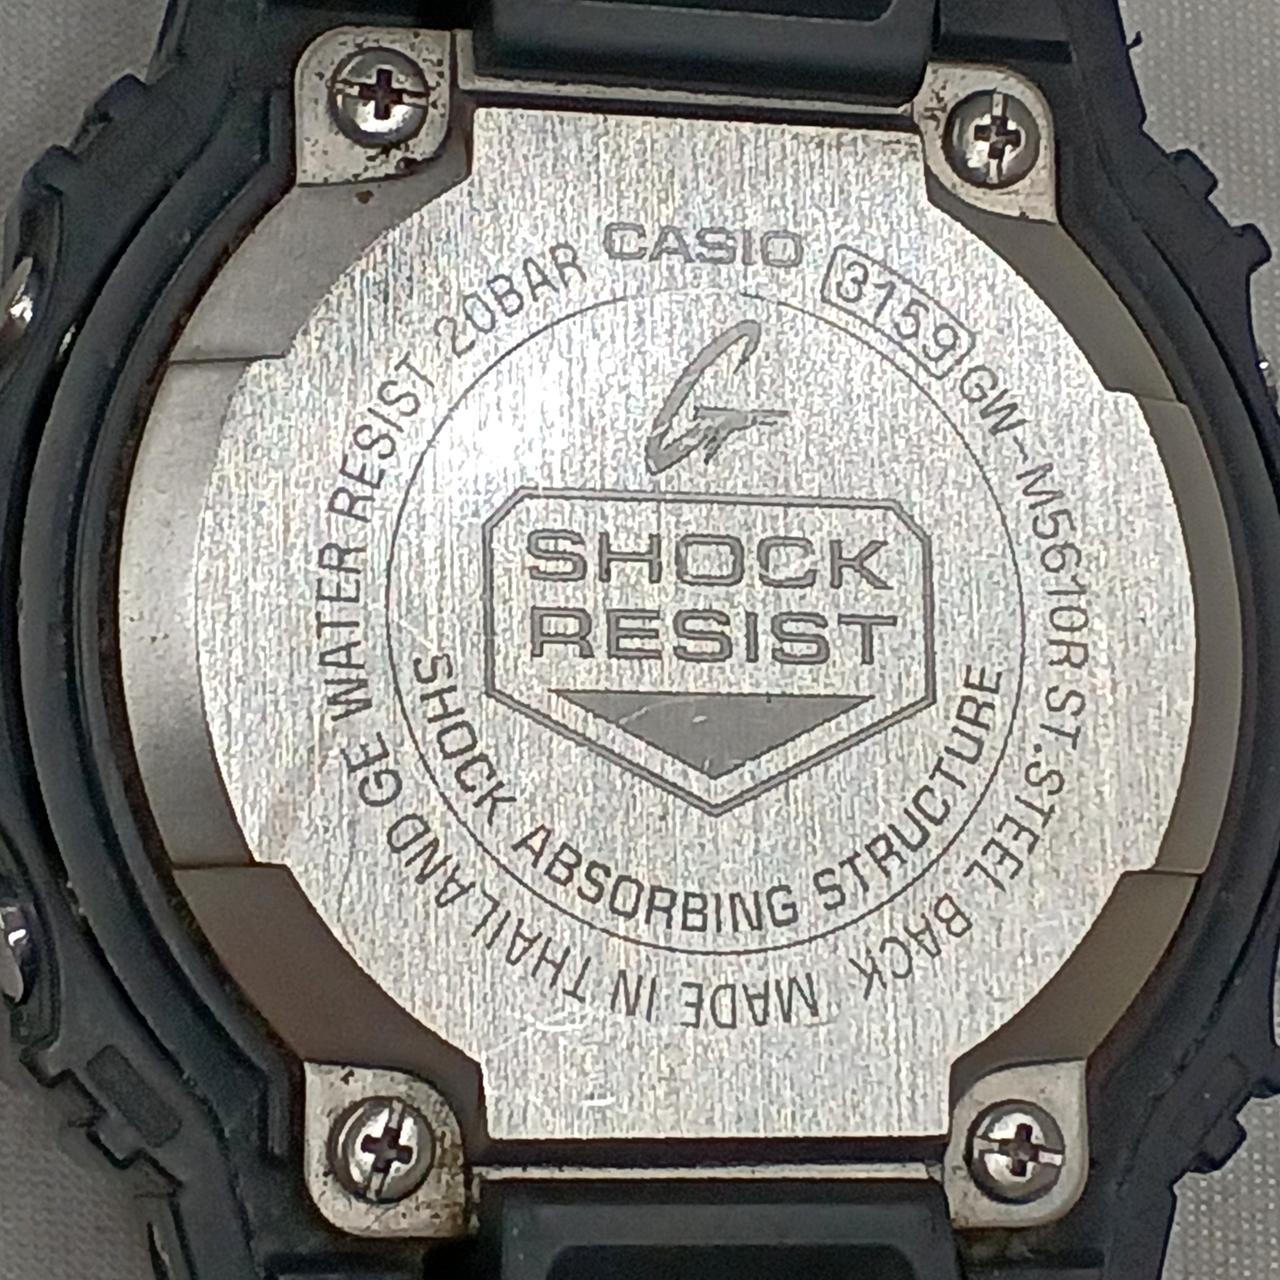 CASIO
3159
GW-M5610R ST.STEEL BACK MADE IN THAILAND GE WATER RESIST 20BAR
G
SHOCK
RESIST
SHOCK ABSORBING STRUCTURE